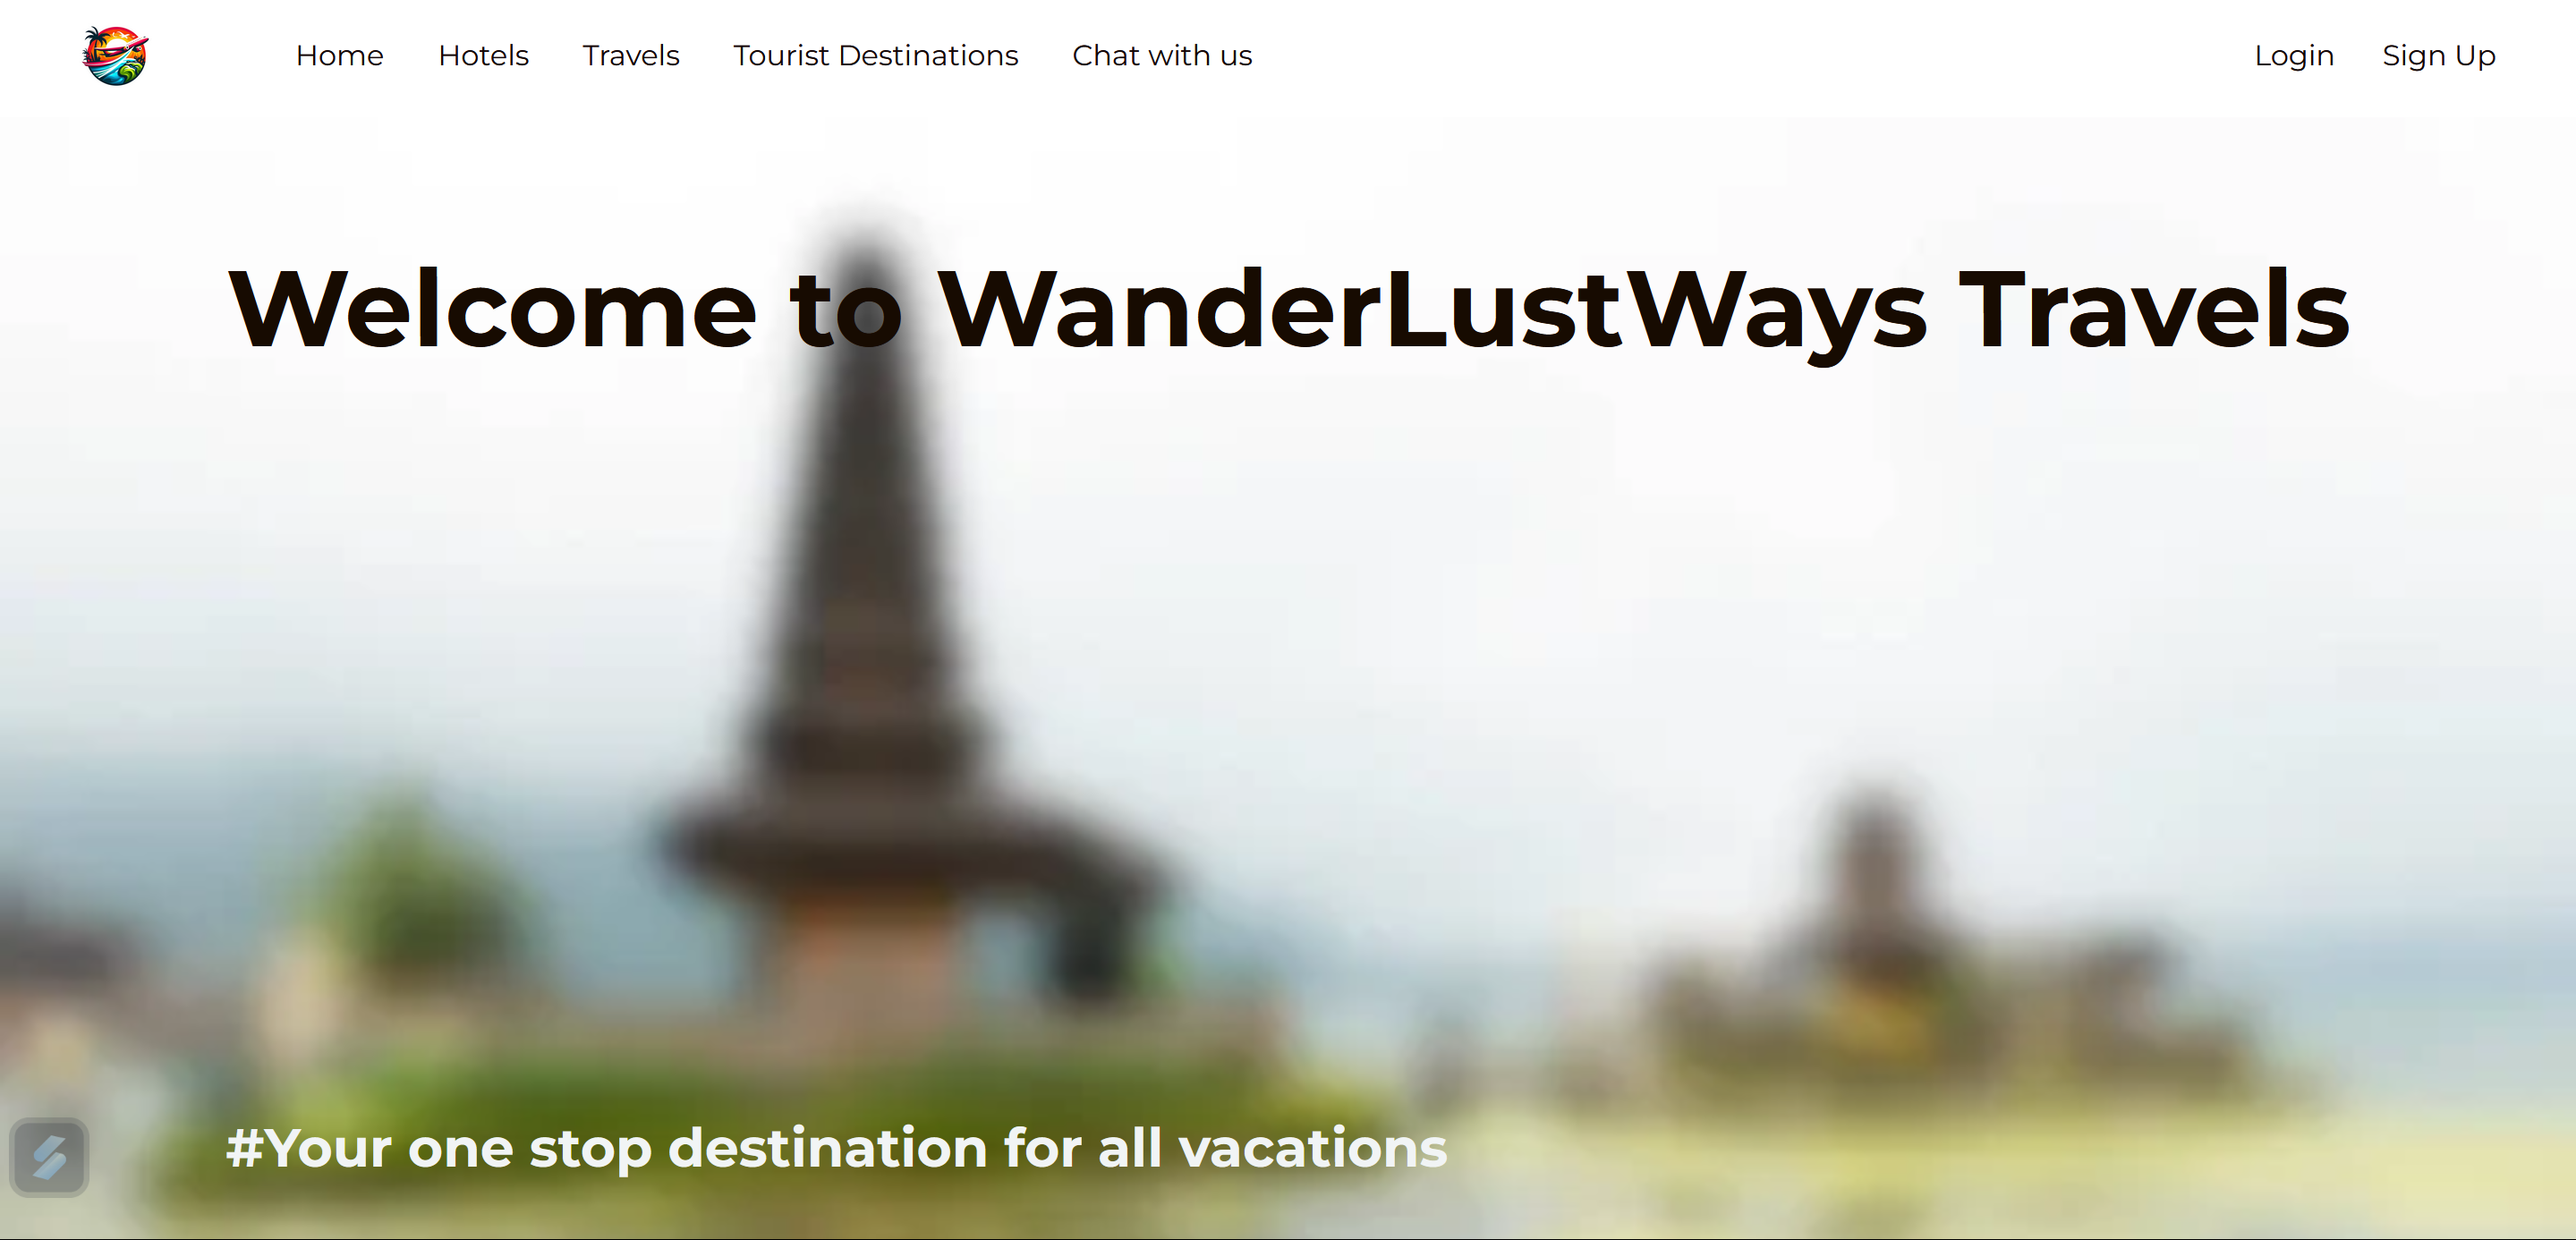 Home Hotels Travels Tourist Destinations Chat with us Login Sign Up
Welcome to WanderLustWays Travels
#Your one stop destination for all vacations